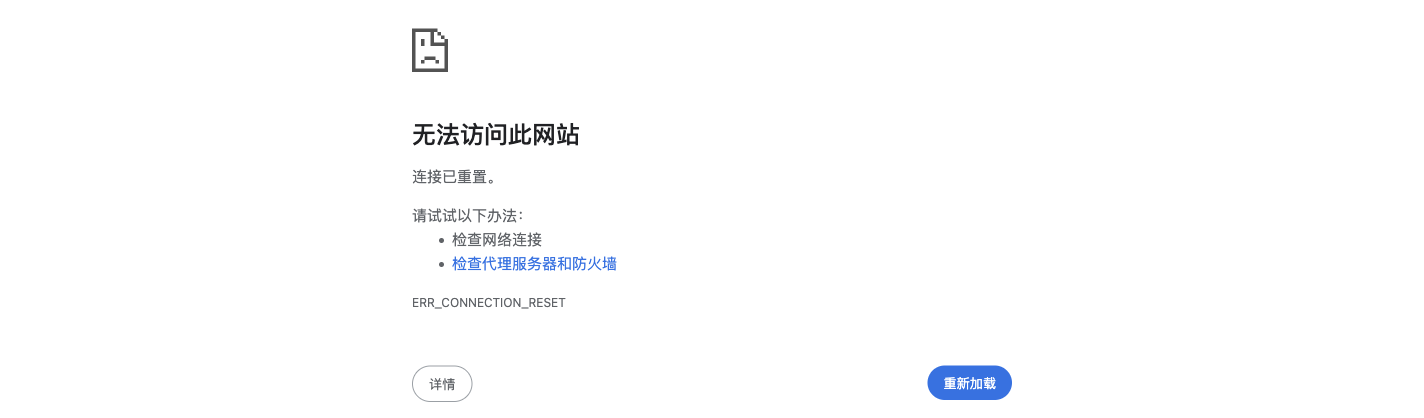 无法访问此网站
连接已重置。
请试试以下办法：
检查网络连接
检查代理服务器和防火墙
ERR_CONNECTION_RESET
详情
重新加载